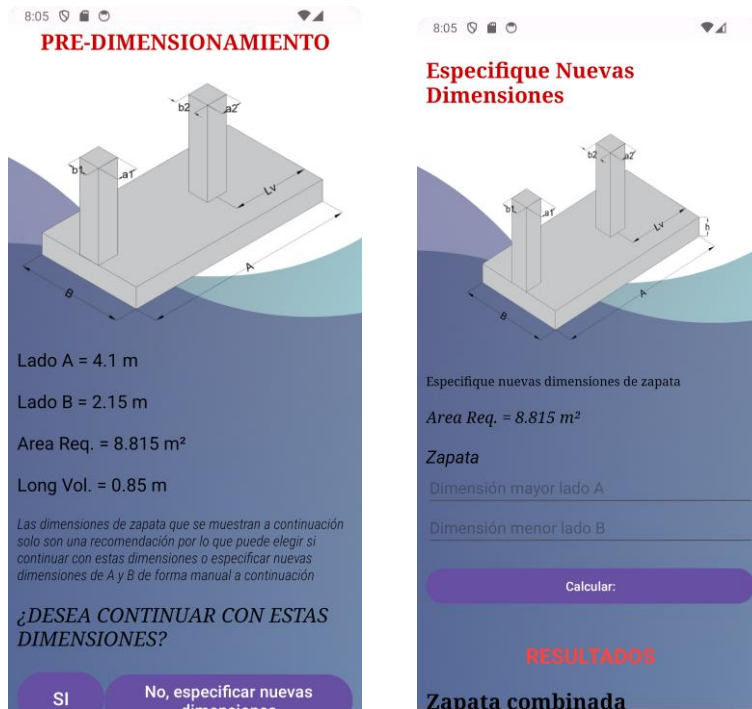 8:05
PRE-DIMENSIONAMIENTO
b2
a2
b1
a1
Lv
A
B
Lado A = 4.1 m
Lado B = 2.15 m
Area Req. = 8.815 m²
Long Vol. = 0.85 m
Las dimensiones de zapata que se muestran a continuación
solo son una recomendación por lo que puede elegir si
continuar con estas dimensiones o especificar nuevas
dimensiones de A y B de forma manual a continuación
¿DESEA CONTINUAR CON ESTAS
DIMENSIONES?
SI
No, especificar nuevas
dimensiones
8:05
Especifique Nuevas
Dimensiones
b2
a2
b1
a1
Lv
h
A
B
Especifique nuevas dimensiones de zapata
Area Req. = 8.815 m²
Zapata
Dimensión mayor lado A
Dimensión menor lado B
Calcular:
RESULTADOS
Zapata combinada